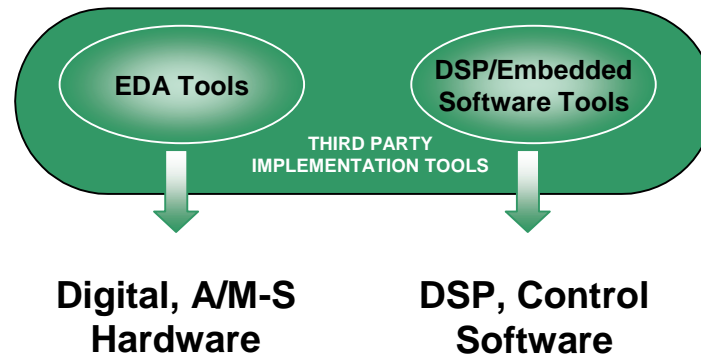 EDA Tools
DSP/Embedded
Software Tools
THIRD PARTY
IMPLEMENTATION TOOLS
Digital, A/M-S
Hardware
DSP, Control
Software